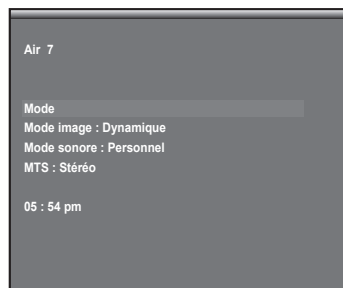 Air 7
Mode
Mode image : Dynamique
Mode sonore : Personnel
MTS : Stéréo
05 : 54 pm